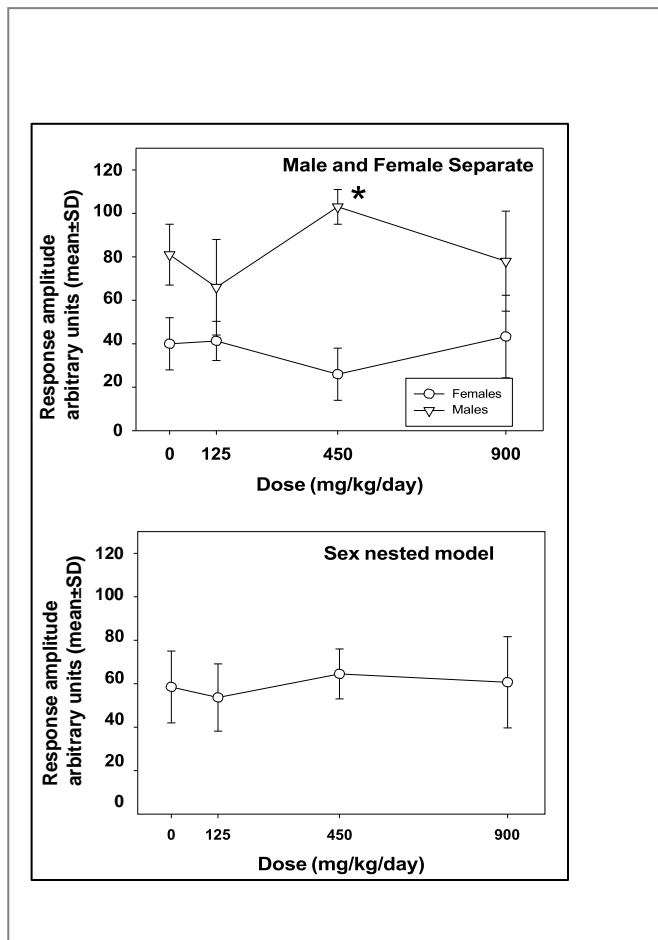 Male and Female Separate
Response amplitude
arbitrary units (mean±SD)
120
100
80
60
40
20
0
*
Females
Males
0 125 450 900
Dose (mg/kg/day)
Sex nested model
Response amplitude
arbitrary units (mean±SD)
120
100
80
60
40
20
0
0 125 450 900
Dose (mg/kg/day)